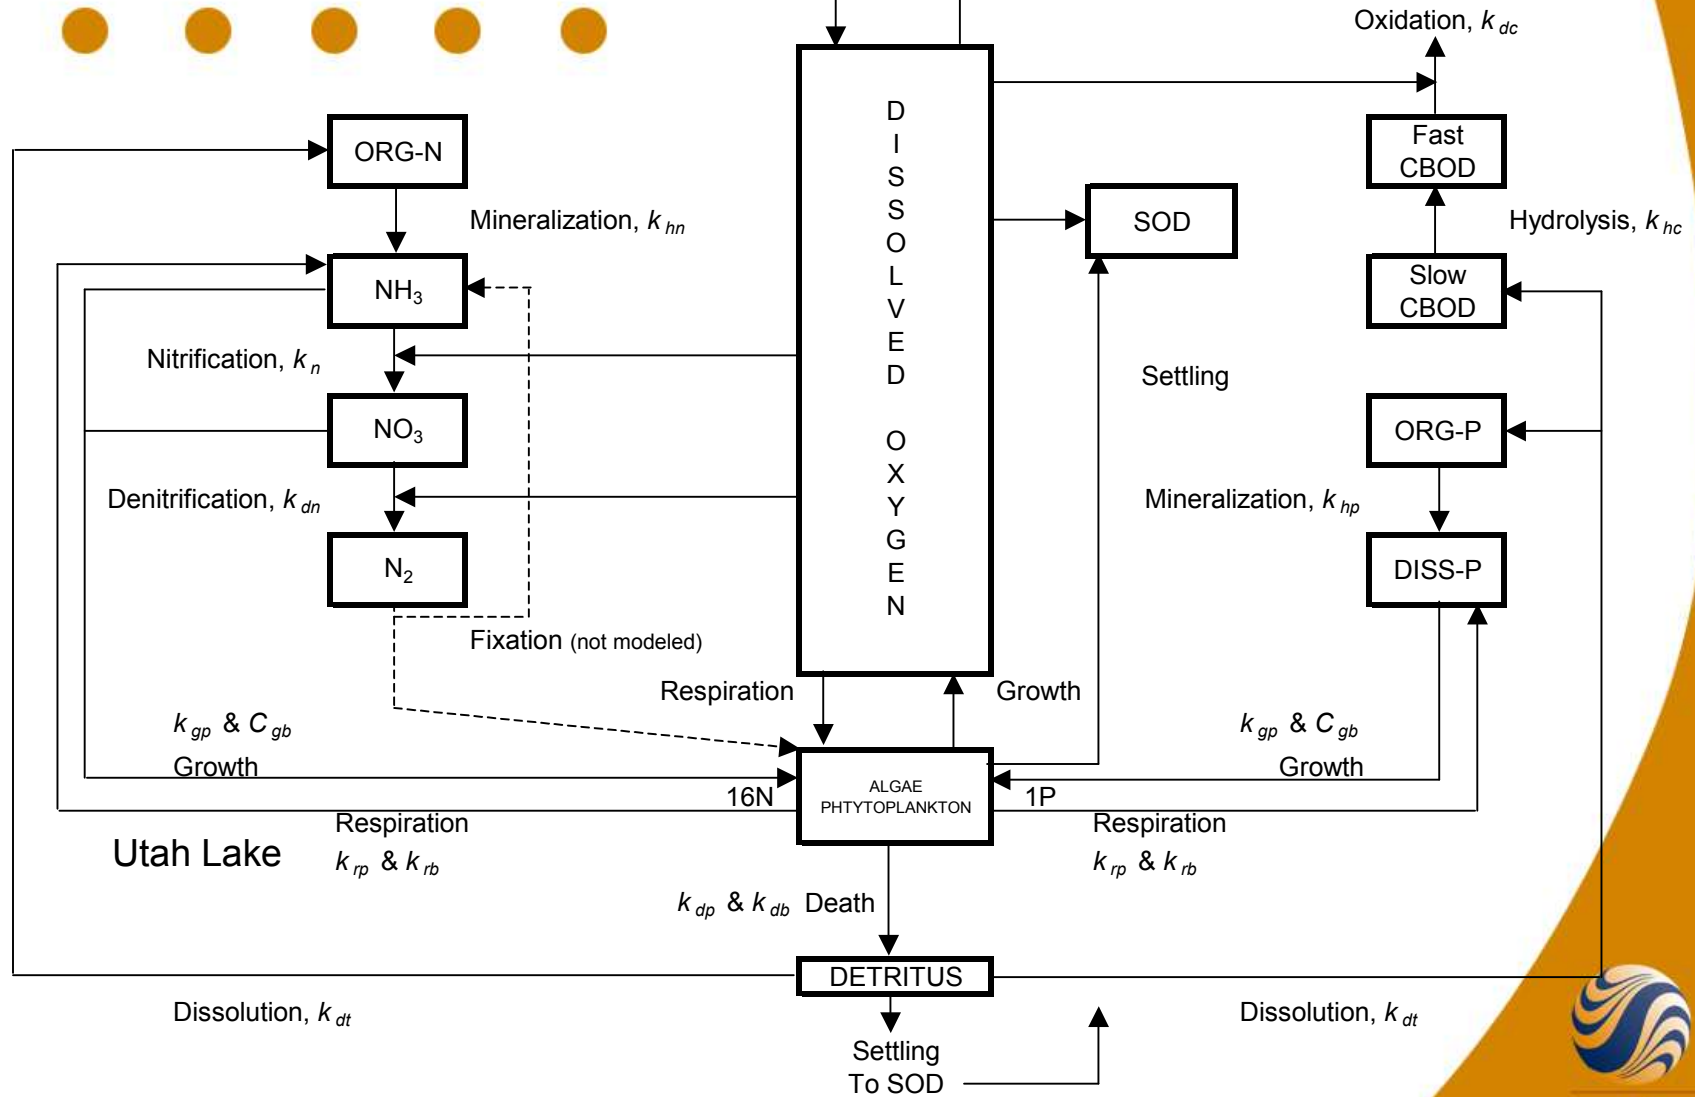 Oxidation, k dc
D
I
S
S
O
L
V
E
D
O
X
Y
G
E
N
Fast
CBOD
ORG-N
Mineralization, k hn
SOD
Hydrolysis, k hc
NH3
Slow
CBOD
Nitrification, k n
Settling
NO3
ORG-P
Denitrification, k dn
Mineralization, k hp
N2
DISS-P
Fixation (not modeled)
Respiration
Growth
k gp & C gb
Growth
k gp & C gb
Growth
ALGAE
PHTYTOPLANKTON
16N
1P
Respiration
k rp & k rb
Respiration
k rp & k rb
Utah Lake
k dp & k db Death
DETRITUS
Dissolution, k dt
Dissolution, k dt
Settling
To SOD